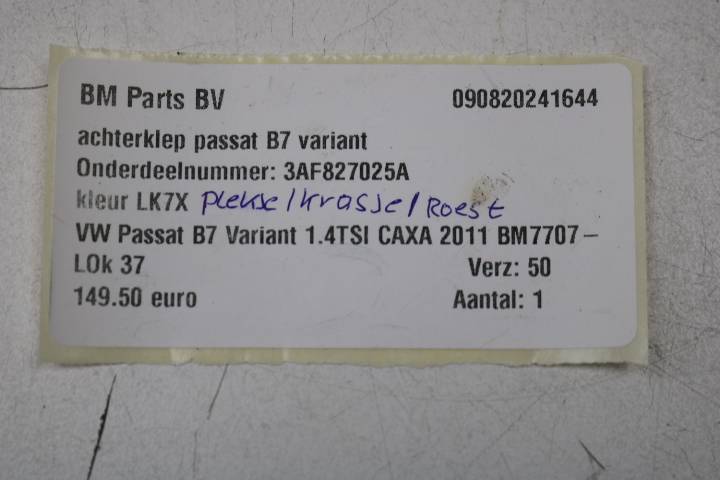 BM Parts BV 090820241644
achterklep passat B7 variant
Onderdeelnummer: 3AF827025A
kleur LK7X plekje/krasje/Roest
VW Passat B7 Variant 1.4TSI CAXA 2011 BM7707-
LOk 37 Verz: 50
149.50 euro Aantal: 1